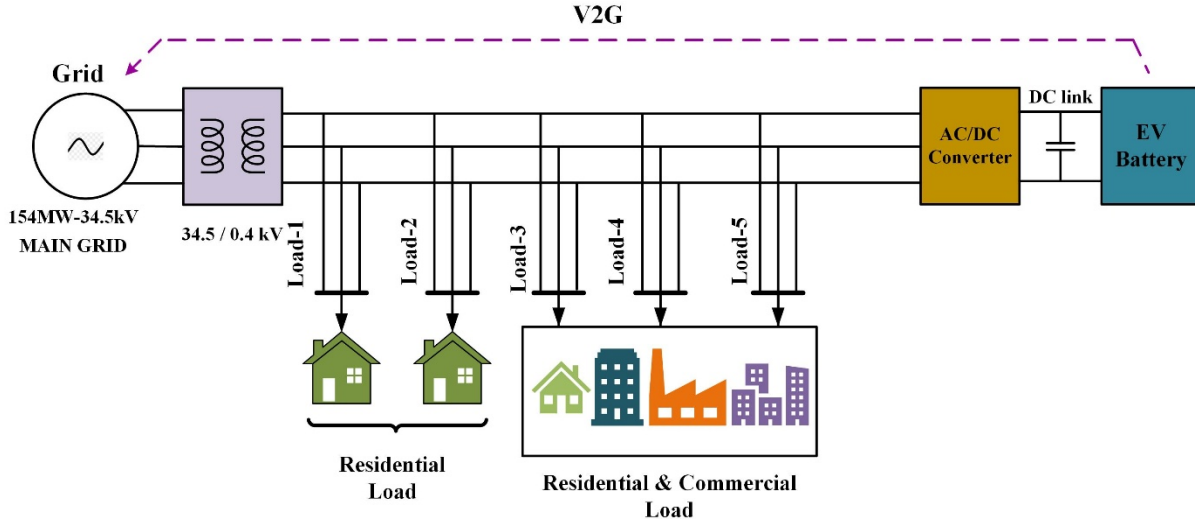 V2G
Grid
154MW-34.5kV
MAIN GRID
34.5 / 0.4 kV
Load-1
Load-2
Load-3
Load-4
Load-5
AC/DC
Converter
DC link
EV
Battery
Residential
Load
Residential & Commercial
Load